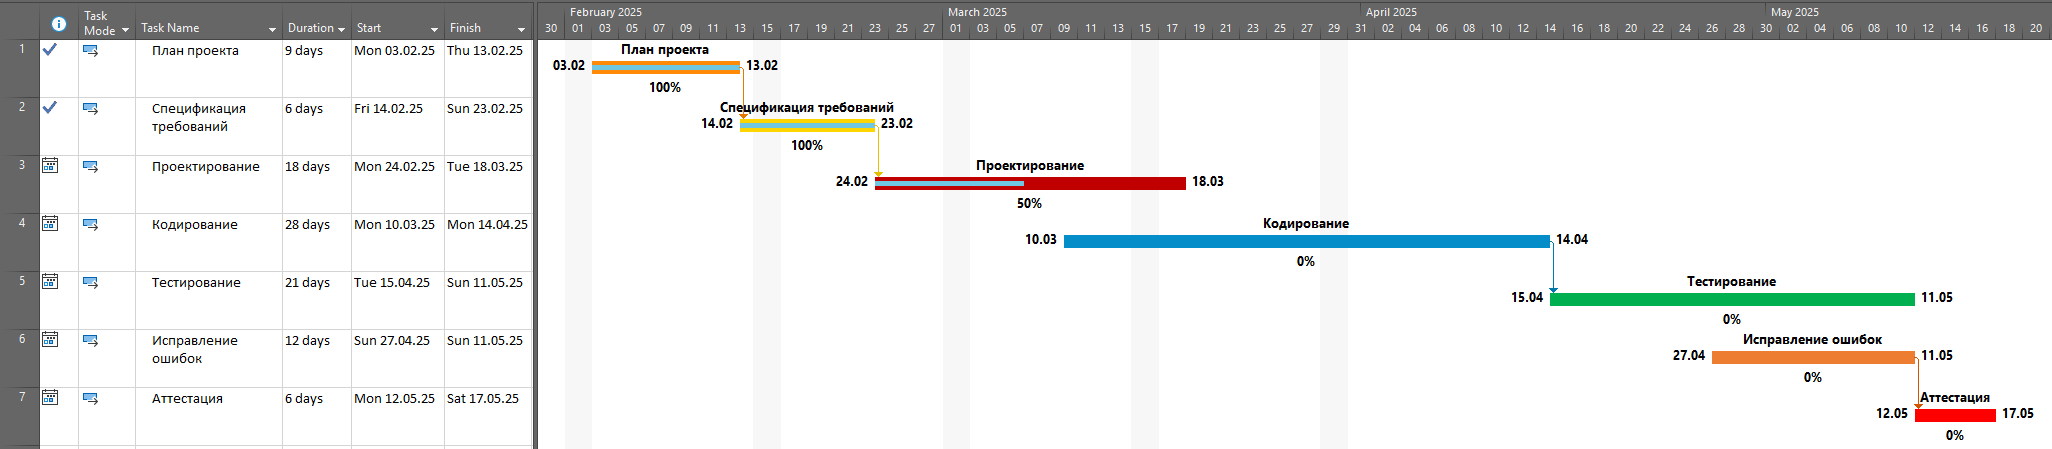 Task Mode Task Name Duration Start Finish
February 2025 March 2025 April 2025 May 2025
30 01 03 05 07 09 11 13 15 17 19 21 23 25 27 01 03 05 07 09 11 13 15 17 19 21 23 25 27 29 31 02 04 06 08 10 12 14 16 18 20 22 24 26 28 30 02 04 06 08 10 12 14 16 18 20
1 План проекта 9 days Mon 03.02.25 Thu 13.02.25
План проекта
03.02 13.02
100%
2 Спецификация требований 6 days Fri 14.02.25 Sun 23.02.25
Спецификация требований
14.02 23.02
100%
3 Проектирование 18 days Mon 24.02.25 Tue 18.03.25
Проектирование
24.02 18.03
50%
4 Кодирование 28 days Mon 10.03.25 Mon 14.04.25
Кодирование
10.03 14.04
0%
5 Тестирование 21 days Tue 15.04.25 Sun 11.05.25
Тестирование
15.04 11.05
0%
6 Исправление ошибок 12 days Sun 27.04.25 Sun 11.05.25
Исправление ошибок
27.04 11.05
0%
7 Аттестация 6 days Mon 12.05.25 Sat 17.05.25
Аттестация
12.05 17.05
0%